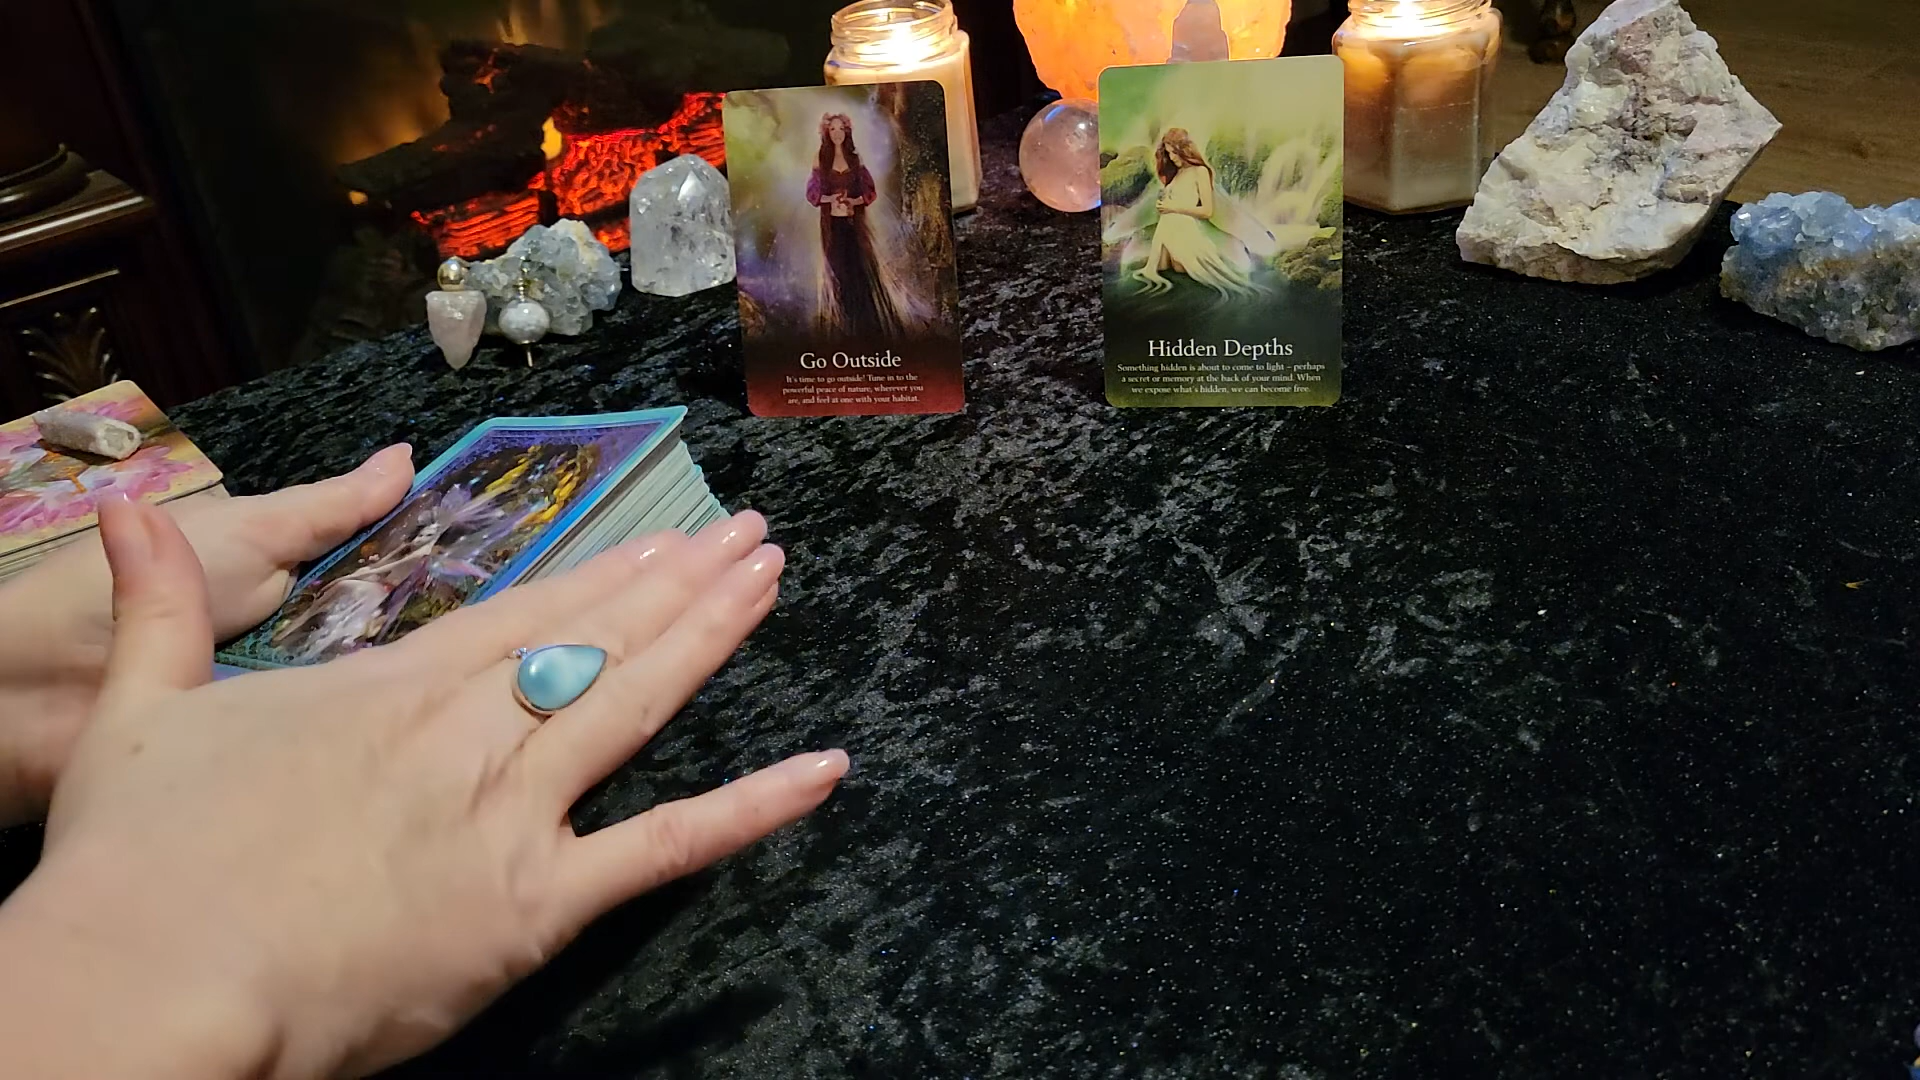 Go Outside
It's time to go outside! Tune in to the
powerful peace of nature, wherever you
are, and feel at one with your habitat.
Hidden Depths
Something hidden is about to come to light – perhaps
a secret or memory at the back of your mind. When
we expose what's hidden, we can become free.